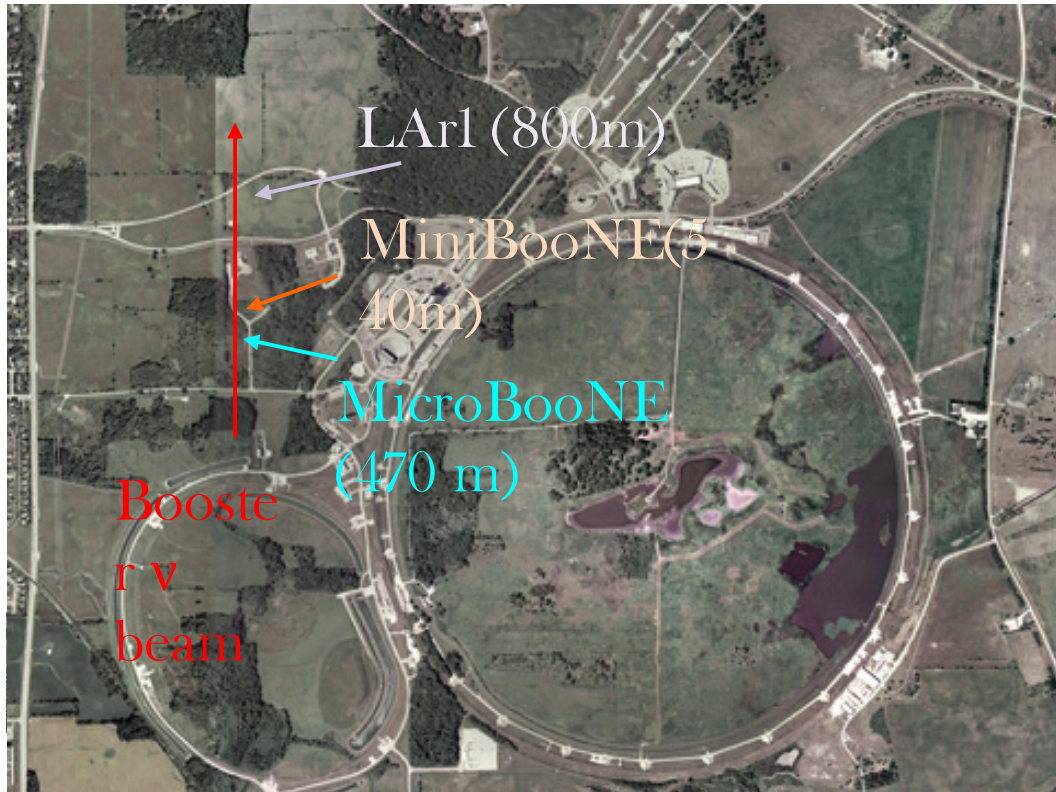 LAr1 (800m)
MiniBooNE(5
40m)
MicroBooNE
(470 m)
Booste
r ν
beam